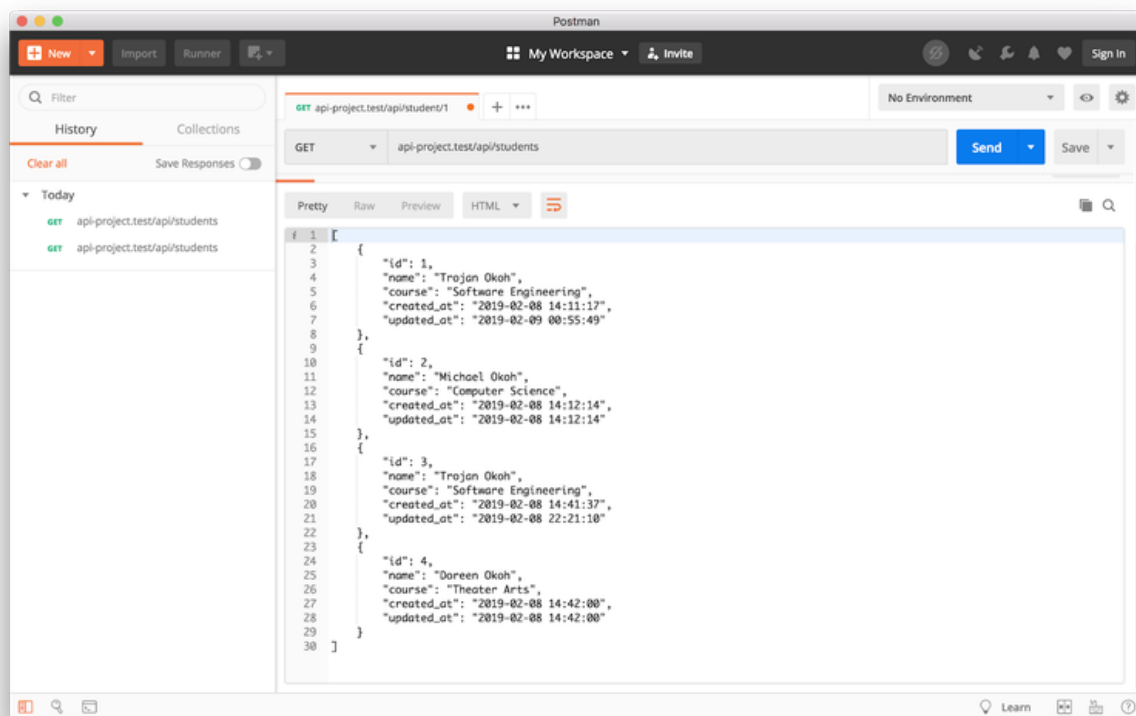 Postman
New
Import
Runner
My Workspace
Invite
Sign In
Filter
History
Collections
Clear all
Save Responses
Today
GET api-project.test/api/students
GET api-project.test/api/students
GET api-project.test/api/student/1
No Environment
GET
api-project.test/api/students
Send
Save
Pretty
Raw
Preview
HTML
i 1 [
2 {
3 "id": 1,
4 "name": "Trojan Okoh",
5 "course": "Software Engineering",
6 "created_at": "2019-02-08 14:11:17",
7 "updated_at": "2019-02-09 00:55:49"
8 },
9 {
10 "id": 2,
11 "name": "Michael Okoh",
12 "course": "Computer Science",
13 "created_at": "2019-02-08 14:12:14",
14 "updated_at": "2019-02-08 14:12:14"
15 },
16 {
17 "id": 3,
18 "name": "Trojan Okoh",
19 "course": "Software Engineering",
20 "created_at": "2019-02-08 14:41:37",
21 "updated_at": "2019-02-08 22:21:10"
22 },
23 {
24 "id": 4,
25 "name": "Doreen Okoh",
26 "course": "Theater Arts",
27 "created_at": "2019-02-08 14:42:00",
28 "updated_at": "2019-02-08 14:42:00"
29 }
30 ]
Learn